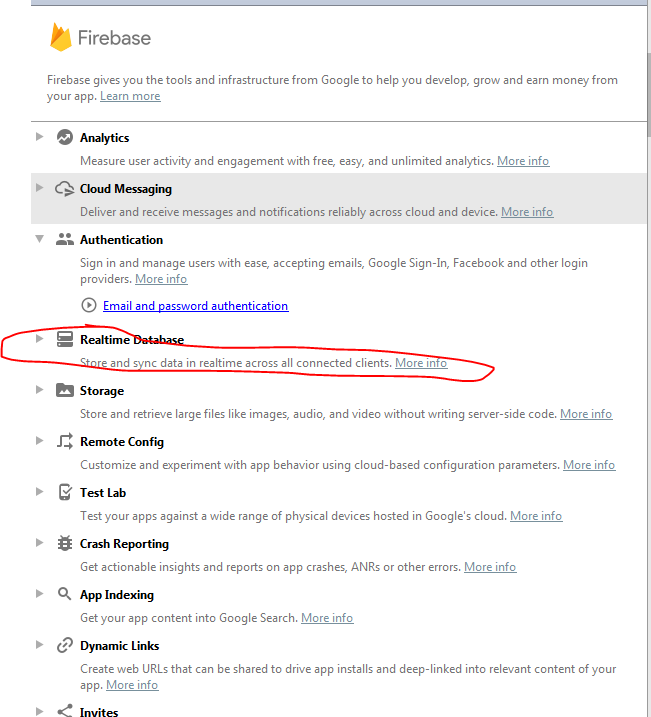 Firebase
Firebase gives you the tools and infrastructure from Google to help you develop, grow and earn money from
your app. Learn more
Analytics
Measure user activity and engagement with free, easy, and unlimited analytics. More info
Cloud Messaging
Deliver and receive messages and notifications reliably across cloud and device. More info
Authentication
Sign in and manage users with ease, accepting emails, Google Sign-In, Facebook and other login
providers. More info
Email and password authentication
Realtime Database
Store and sync data in realtime across all connected clients. More info
Storage
Store and retrieve large files like images, audio, and video without writing server-side code. More info
Remote Config
Customize and experiment with app behavior using cloud-based configuration parameters. More info
Test Lab
Test your apps against a wide range of physical devices hosted in Google's cloud. More info
Crash Reporting
Get actionable insights and reports on app crashes, ANRs or other errors. More info
App Indexing
Get your app content into Google Search. More info
Dynamic Links
Create web URLs that can be shared to drive app installs and deep-linked into relevant content of your
app. More info
Invites